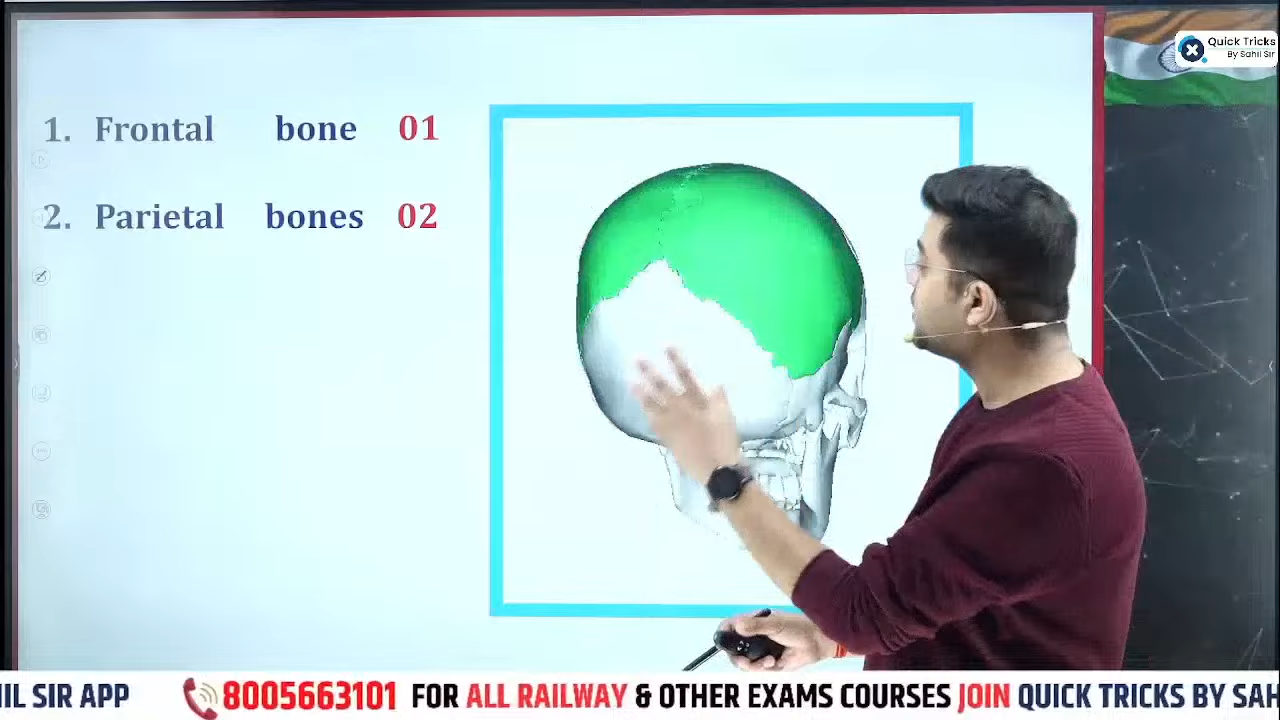 Quick Tricks
By Sahil Sir
1. Frontal bone 01
2. Parietal bones 02
IIL SIR APP 8005663101 FOR ALL RAILWAY & OTHER EXAMS COURSES JOIN QUICK TRICKS BY SAH